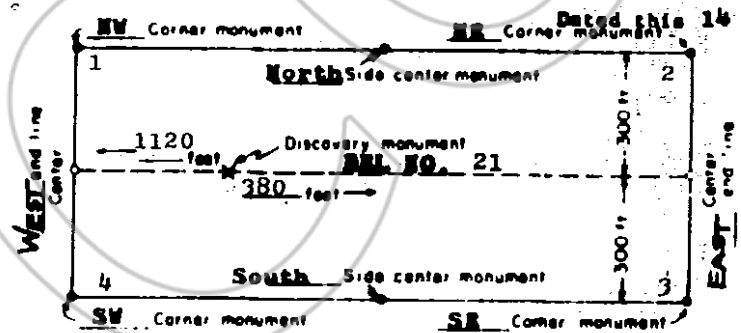 Dated this 14
NW Corner monument
NE Corner monument
1
2
North Side center monument
300 ft
1120
feet
Discovery monument
BEL NO. 21
380 feet
WEST end line
Center
Center
EAST end line
300 ft
4
South Side center monument
3
SW Corner monument
SE Corner monument